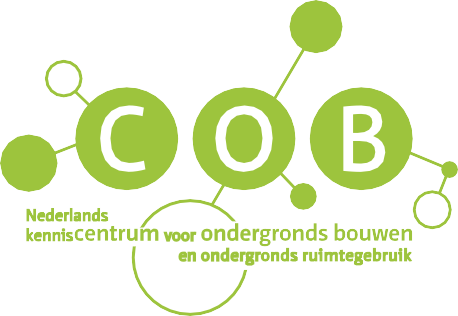 COB
Nederlands
kenniscentrum voor ondergronds bouwen
en ondergronds ruimtegebruik